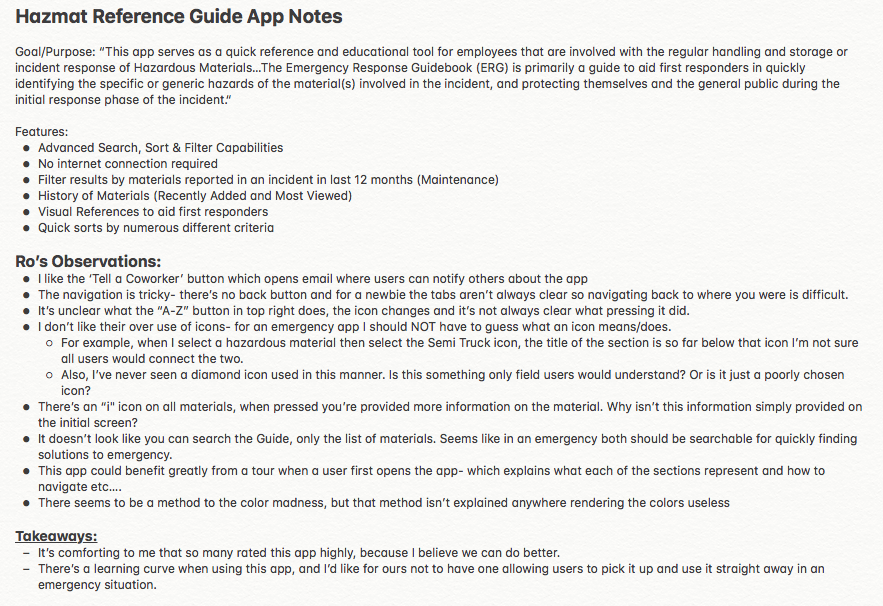 Hazmat Reference Guide App Notes
Goal/Purpose: “This app serves as a quick reference and educational tool for employees that are involved with the regular handling and storage or
incident response of Hazardous Materials...The Emergency Response Guidebook (ERG) is primarily a guide to aid first responders in quickly
identifying the specific or generic hazards of the material(s) involved in the incident, and protecting themselves and the general public during the
initial response phase of the incident.”
Features:
● Advanced Search, Sort & Filter Capabilities
● No internet connection required
● Filter results by materials reported in an incident in last 12 months (Maintenance)
● History of Materials (Recently Added and Most Viewed)
● Visual References to aid first responders
● Quick sorts by numerous different criteria
Ro’s Observations:
● I like the ‘Tell a Coworker’ button which opens email where users can notify others about the app
● The navigation is tricky- there’s no back button and for a newbie the tabs aren’t always clear so navigating back to where you were is difficult.
● It’s unclear what the “A-Z” button in top right does, the icon changes and it’s not always clear what pressing it did.
● I don’t like their over use of icons- for an emergency app I should NOT have to guess what an icon means/does.
○ For example, when I select a hazardous material then select the Semi Truck icon, the title of the section is so far below that icon I’m not sure
all users would connect the two.
○ Also, I’ve never seen a diamond icon used in this manner. Is this something only field users would understand? Or is it just a poorly chosen
icon?
● There’s an “i” icon on all materials, when pressed you’re provided more information on the material. Why isn’t this information simply provided on
the initial screen?
● It doesn’t look like you can search the Guide, only the list of materials. Seems like in an emergency both should be searchable for quickly finding
solutions to emergency.
● This app could benefit greatly from a tour when a user first opens the app- which explains what each of the sections represent and how to
navigate etc....
● There seems to be a method to the color madness, but that method isn’t explained anywhere rendering the colors useless
Takeaways:
– It’s comforting to me that so many rated this app highly, because I believe we can do better.
– There’s a learning curve when using this app, and I’d like for ours not to have one allowing users to pick it up and use it straight away in an
emergency situation.